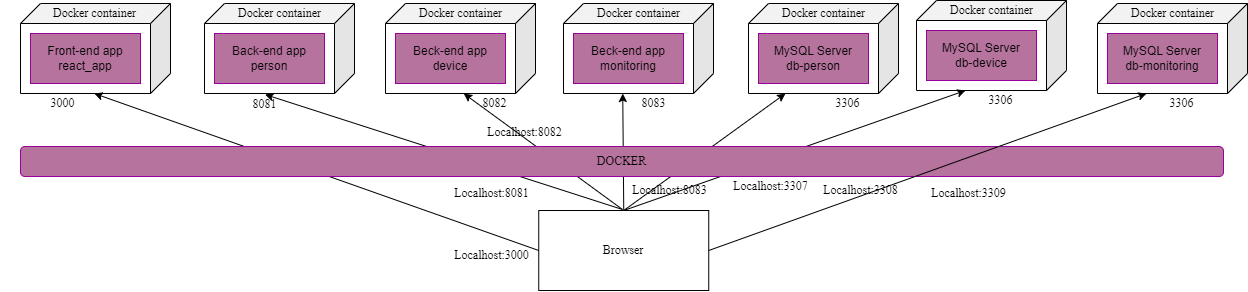 Docker container
Docker container
Docker container
Docker container
Docker container
Docker container
Docker container
Front-end app
react_app
Back-end app
person
Beck-end app
device
Beck-end app
monitoring
MySQL Server
db-person
MySQL Server
db-device
MySQL Server
db-monitoring
3000
8081
8082
8083
3306
3306
3306
Localhost:8082
DOCKER
Localhost:8081
Localhost:8083
Localhost:3307
Localhost:3308
Localhost:3309
Localhost:3000
Browser